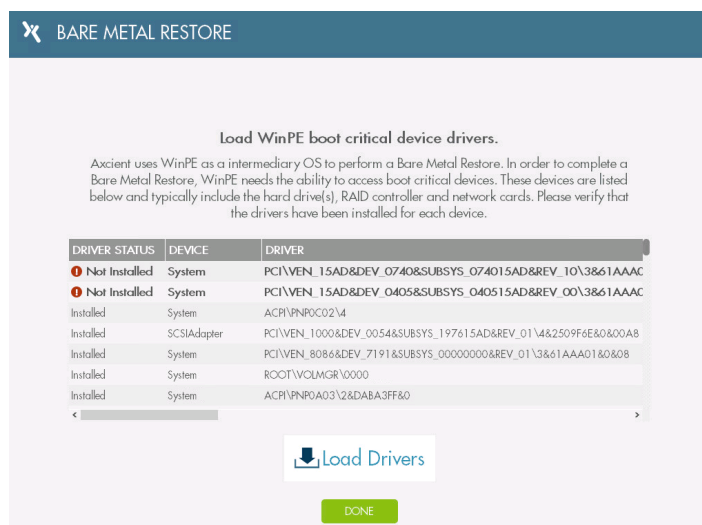 BARE METAL RESTORE
Load WinPE boot critical device drivers.
Axcient uses WinPE as a intermediary OS to perform a Bare Metal Restore. In order to complete a
Bare Metal Restore, WinPE needs the ability to access boot critical devices. These devices are listed
below and typically include the hard drive(s), RAID controller and network cards. Please verify that
the drivers have been installed for each device.
DRIVER STATUS DEVICE DRIVER
Not Installed System PCI\VEN_15AD&DEV_0740&SUBSYS_074015AD&REV_10\3&61AAAC
Not Installed System PCI\VEN_15AD&DEV_0405&SUBSYS_040515AD&REV_00\3&61AAAC
Installed System ACPI\PNP0C02\4
Installed SCSIAdapter PCI\VEN_1000&DEV_0054&SUBSYS_197615AD&REV_01\4&2509F6E&0&00A8
Installed System PCI\VEN_8086&DEV_7191&SUBSYS_00000000&REV_01\3&61AAA01&0&08
Installed System ROOT\VOLMGR\0000
Installed System ACPI\PNP0A03\2&DABA3FF&0
Load Drivers
DONE